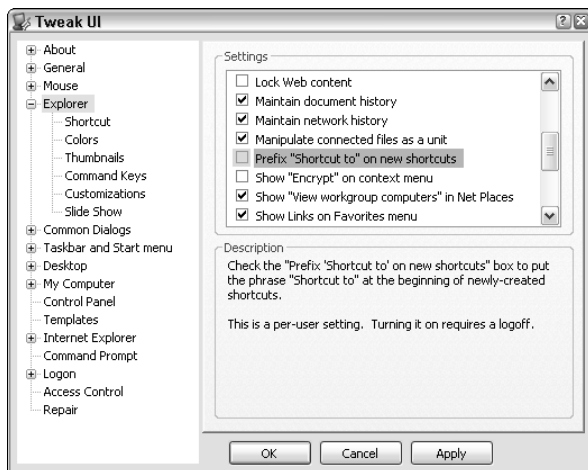 Tweak UI
About
General
Mouse
Explorer
Shortcut
Colors
Thumbnails
Command Keys
Customizations
Slide Show
Common Dialogs
Taskbar and Start menu
Desktop
My Computer
Control Panel
Templates
Internet Explorer
Command Prompt
Logon
Access Control
Repair
Settings
Lock Web content
Maintain document history
Maintain network history
Manipulate connected files as a unit
Prefix "Shortcut to" on new shortcuts
Show "Encrypt" on context menu
Show "View workgroup computers" in Net Places
Show Links on Favorites menu
Description
Check the "Prefix 'Shortcut to' on new shortcuts" box to put
the phrase "Shortcut to" at the beginning of newly-created
shortcuts.
This is a per-user setting. Turning it on requires a logoff.
OK
Cancel
Apply